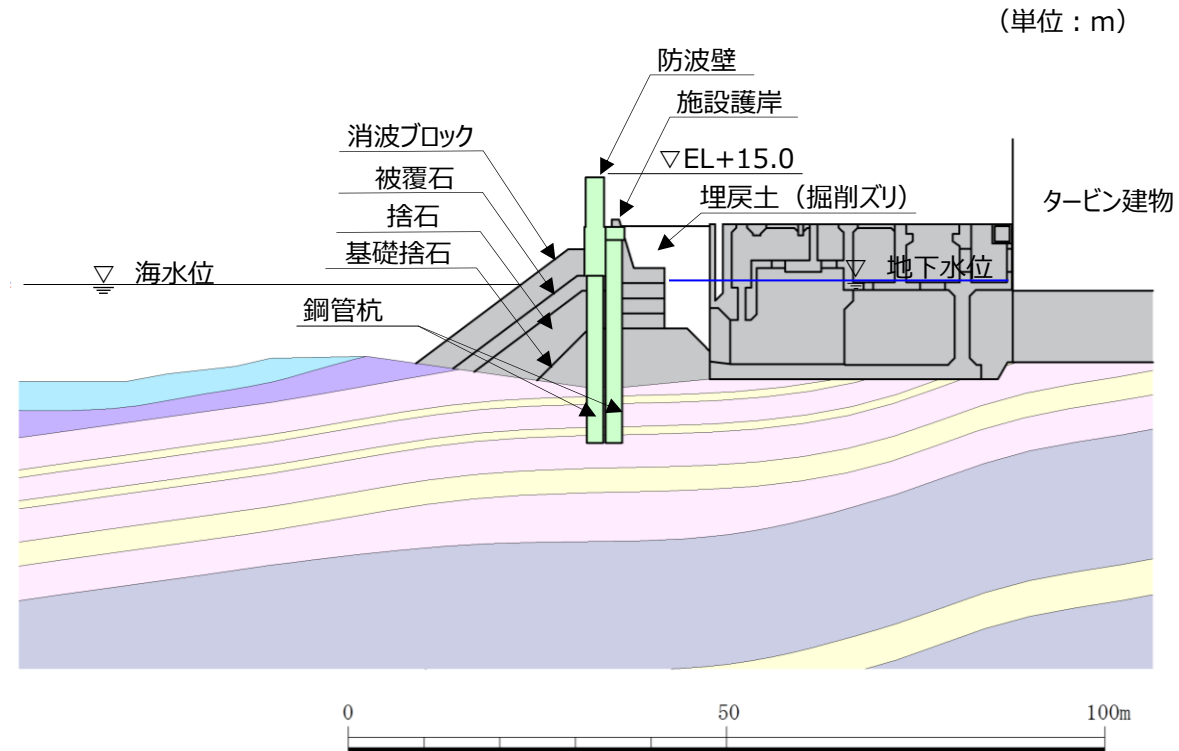 (単位：m)
防波壁
施設護岸
消波ブロック
▽EL+15.0
被覆石
埋戻土（掘削ズリ）
タービン建物
捨石
基礎捨石
▽ 海水位
▽ 地下水位
鋼管杭
0 50 100m